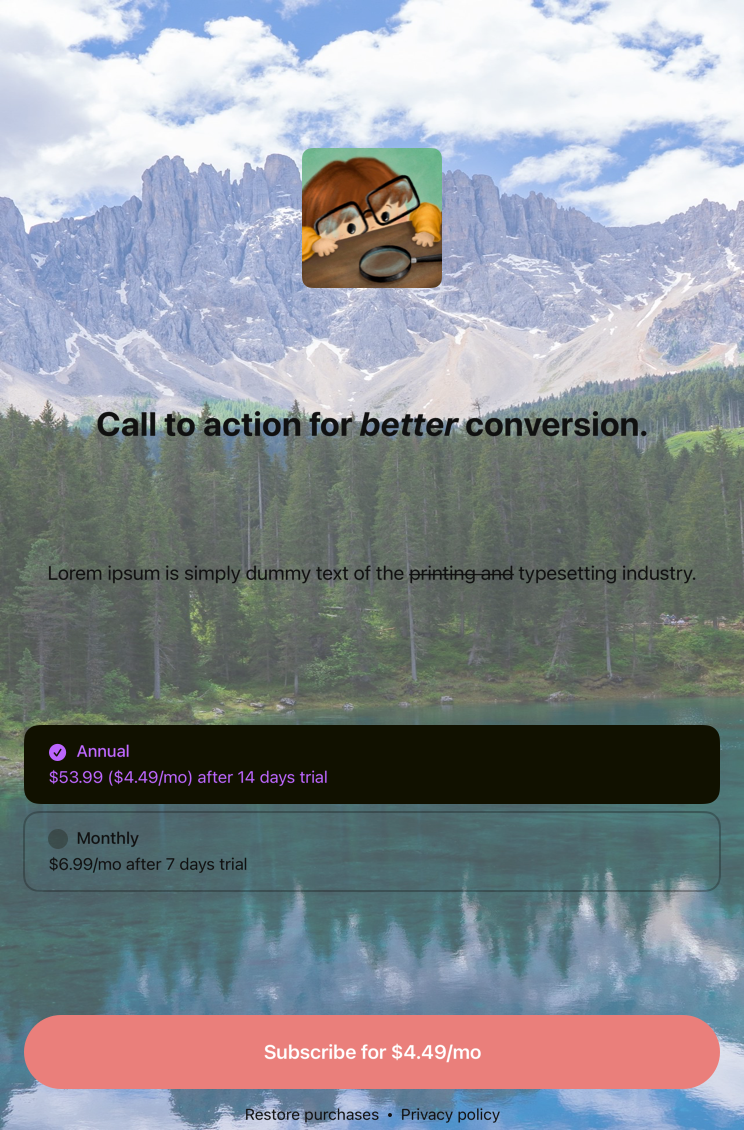 Call to action for better conversion.
Lorem ipsum is simply dummy text of the printing and typesetting industry.
Annual
$53.99 ($4.49/mo) after 14 days trial
Monthly
$6.99/mo after 7 days trial
Subscribe for $4.49/mo
Restore purchases • Privacy policy